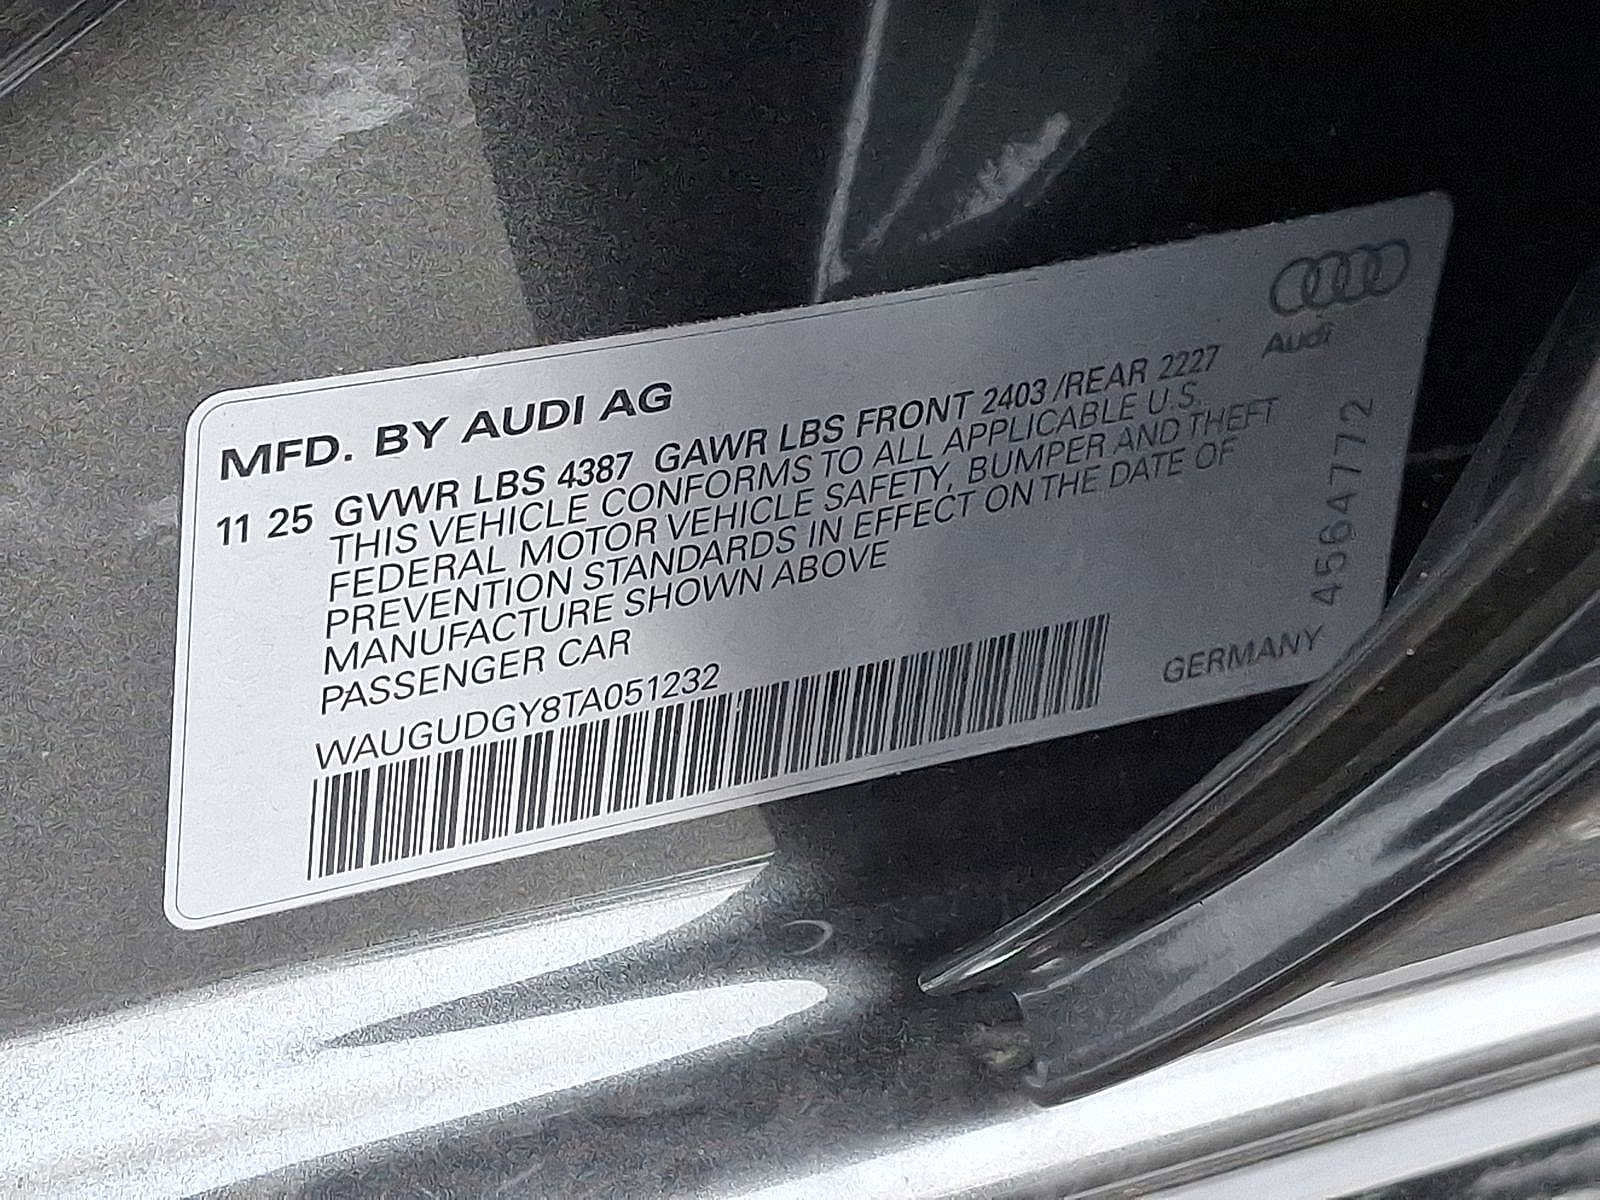 Audi
MFD. BY AUDI AG
11 25 GVWR LBS 4387 GAWR LBS FRONT 2403 /REAR 2227
THIS VEHICLE CONFORMS TO ALL APPLICABLE U.S.
FEDERAL MOTOR VEHICLE SAFETY, BUMPER AND THEFT
PREVENTION STANDARDS IN EFFECT ON THE DATE OF
MANUFACTURE SHOWN ABOVE
PASSENGER CAR
WAUGUDGY8TA051232
GERMANY
4564772